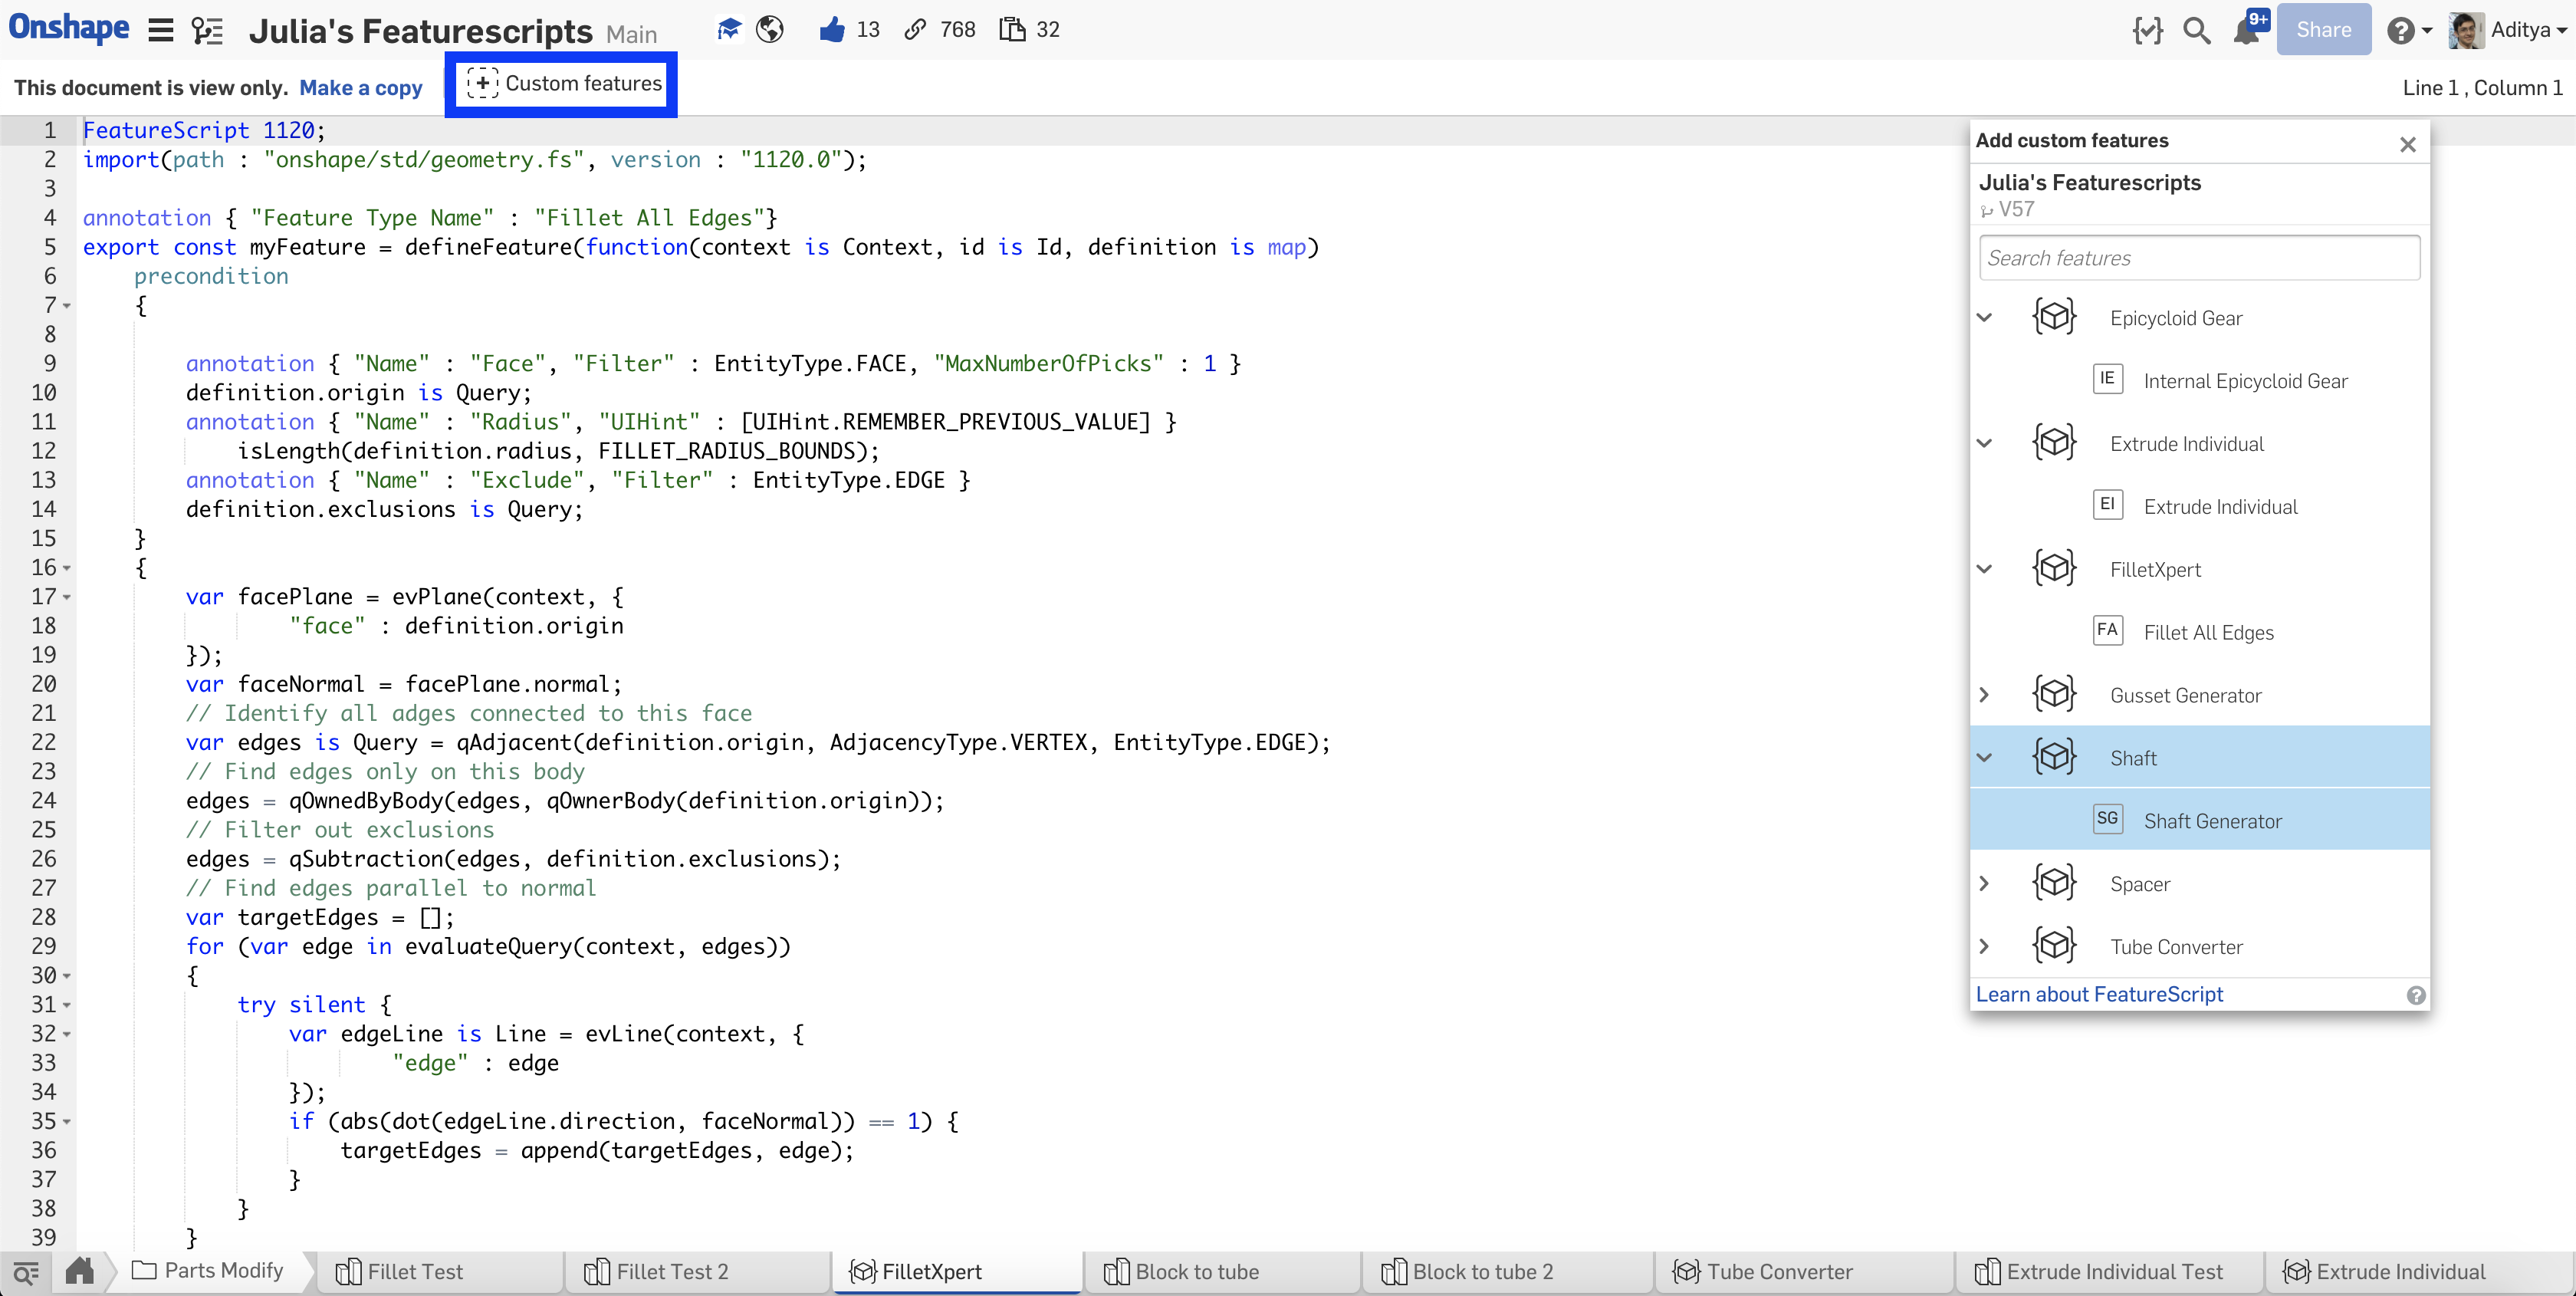 Onshape Julia's Featurescripts Main 13 768 32 9+ Share Aditya
This document is view only. Make a copy Custom features Line 1 , Column 1
1 FeatureScript 1120;
2 import(path : "onshape/std/geometry.fs", version : "1120.0");
3
4 annotation { "Feature Type Name" : "Fillet All Edges"}
5 export const myFeature = defineFeature(function(context is Context, id is Id, definition is map)
6 precondition
7 {
8
9 annotation { "Name" : "Face", "Filter" : EntityType.FACE, "MaxNumberOfPicks" : 1 }
10 definition.origin is Query;
11 annotation { "Name" : "Radius", "UIHint" : [UIHint.REMEMBER_PREVIOUS_VALUE] }
12 isLength(definition.radius, FILLET_RADIUS_BOUNDS);
13 annotation { "Name" : "Exclude", "Filter" : EntityType.EDGE }
14 definition.exclusions is Query;
15 }
16 {
17 var facePlane = evPlane(context, {
18 "face" : definition.origin
19 });
20 var faceNormal = facePlane.normal;
21 // Identify all adges connected to this face
22 var edges is Query = qAdjacent(definition.origin, AdjacencyType.VERTEX, EntityType.EDGE);
23 // Find edges only on this body
24 edges = qOwnedByBody(edges, qOwnerBody(definition.origin));
25 // Filter out exclusions
26 edges = qSubtraction(edges, definition.exclusions);
27 // Find edges parallel to normal
28 var targetEdges = [];
29 for (var edge in evaluateQuery(context, edges))
30 {
31 try silent {
32 var edgeLine is Line = evLine(context, {
33 "edge" : edge
34 });
35 if (abs(dot(edgeLine.direction, faceNormal)) == 1) {
36 targetEdges = append(targetEdges, edge);
37 }
38 }
39 }
Add custom features
Julia's Featurescripts
V57
Search features
Epicycloid Gear
IE Internal Epicycloid Gear
Extrude Individual
EI Extrude Individual
FilletXpert
FA Fillet All Edges
Gusset Generator
Shaft
SG Shaft Generator
Spacer
Tube Converter
Learn about FeatureScript
Parts Modify Fillet Test Fillet Test 2 FilletXpert Block to tube Block to tube 2 Tube Converter Extrude Individual Test Extrude Individual